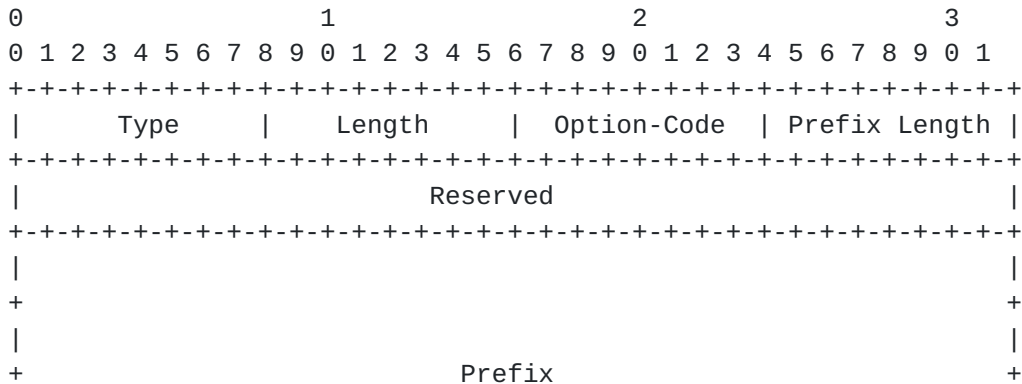 0                   1                   2                   3
0 1 2 3 4 5 6 7 8 9 0 1 2 3 4 5 6 7 8 9 0 1 2 3 4 5 6 7 8 9 0 1
+-+-+-+-+-+-+-+-+-+-+-+-+-+-+-+-+-+-+-+-+-+-+-+-+-+-+-+-+-+-+-+-+
|      Type     |    Length     |  Option-Code  | Prefix Length |
+-+-+-+-+-+-+-+-+-+-+-+-+-+-+-+-+-+-+-+-+-+-+-+-+-+-+-+-+-+-+-+-+
|                          Reserved                             |
+-+-+-+-+-+-+-+-+-+-+-+-+-+-+-+-+-+-+-+-+-+-+-+-+-+-+-+-+-+-+-+-+
|                                                               |
+                                                               +
|                                                               |
+                            Prefix                             +